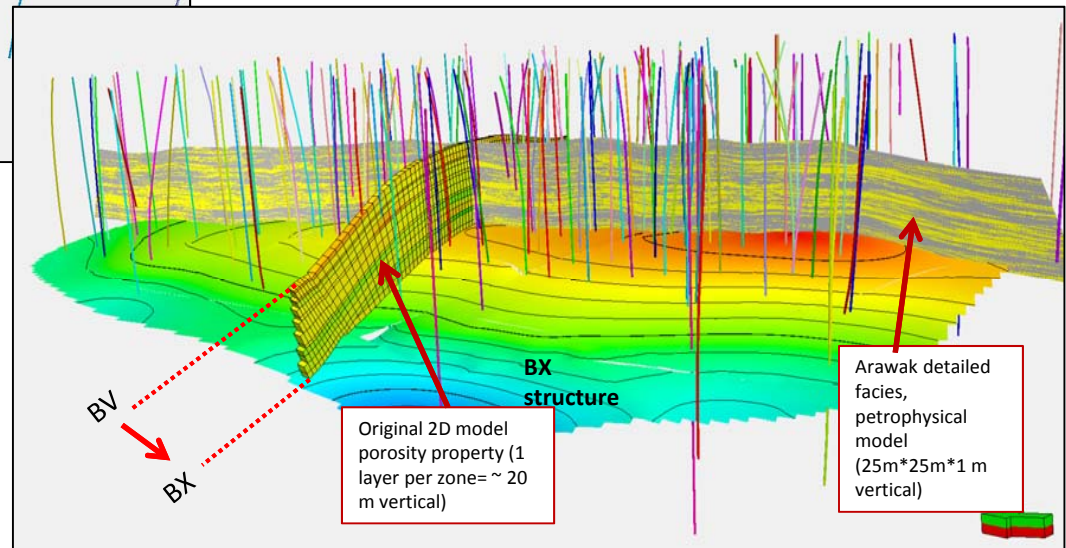 BV
BX
BX
structure
Original 2D model
porosity property (1
layer per zone= ~ 20
m vertical)
Arawak detailed
facies,
petrophysical
model
(25m*25m*1 m
vertical)